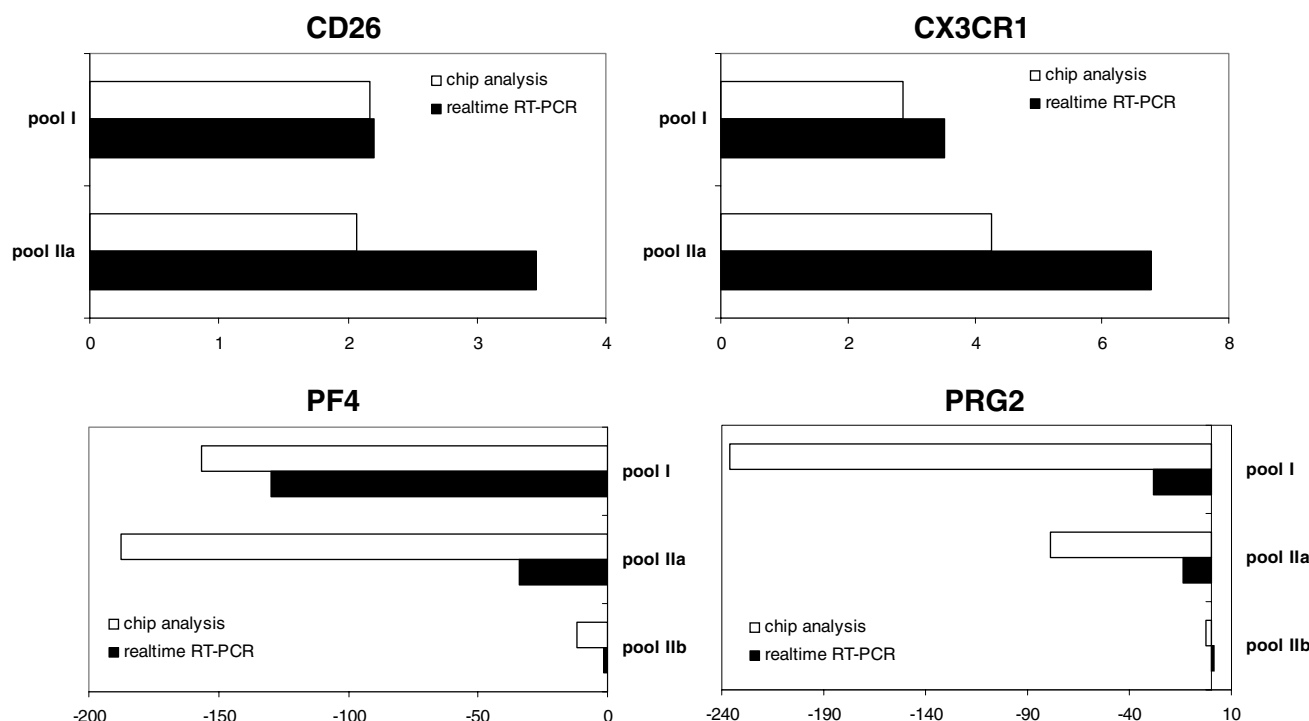 CD26
chip analysis
realtime RT-PCR
pool I
pool IIa
0 1 2 3 4
CX3CR1
chip analysis
realtime RT-PCR
pool I
pool IIa
0 2 4 6 8
PF4
pool I
pool IIa
pool IIb
chip analysis
realtime RT-PCR
-200 -150 -100 -50 0
PRG2
pool I
pool IIa
pool IIb
chip analysis
realtime RT-PCR
-240 -190 -140 -90 -40 10